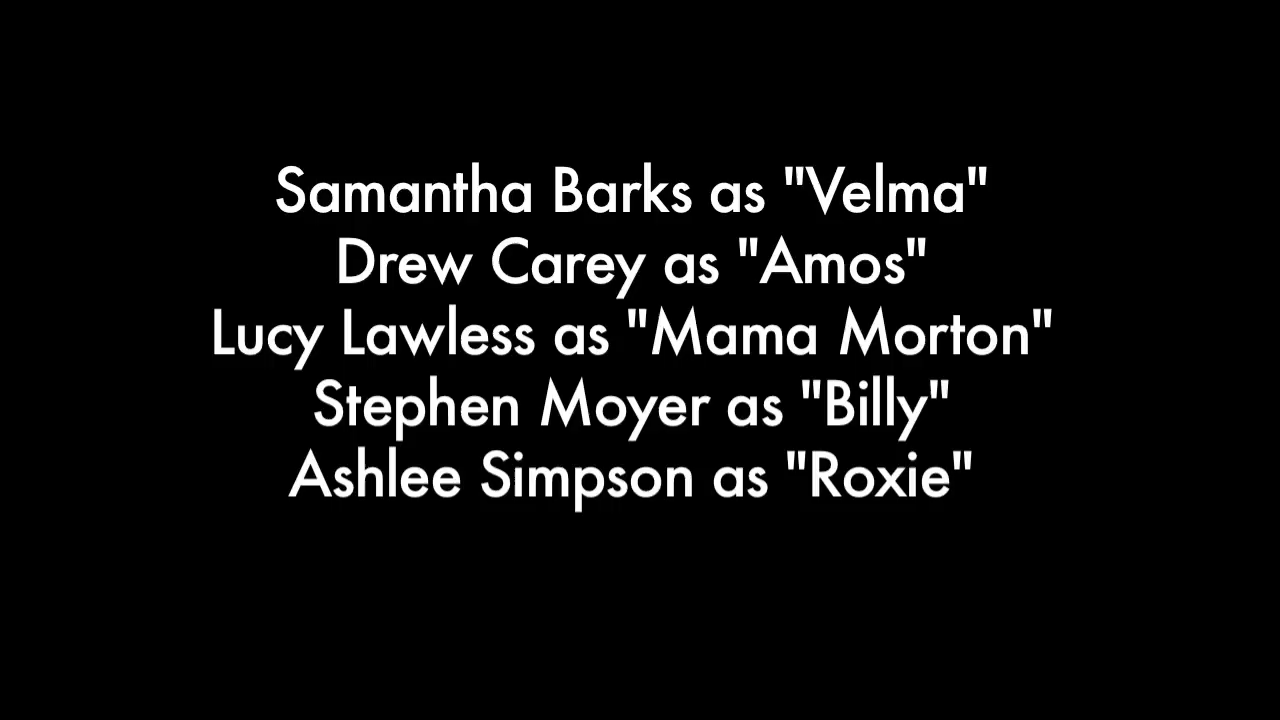 Samantha Barks as "Velma"
Drew Carey as "Amos"
Lucy Lawless as "Mama Morton"
Stephen Moyer as "Billy"
Ashlee Simpson as "Roxie"